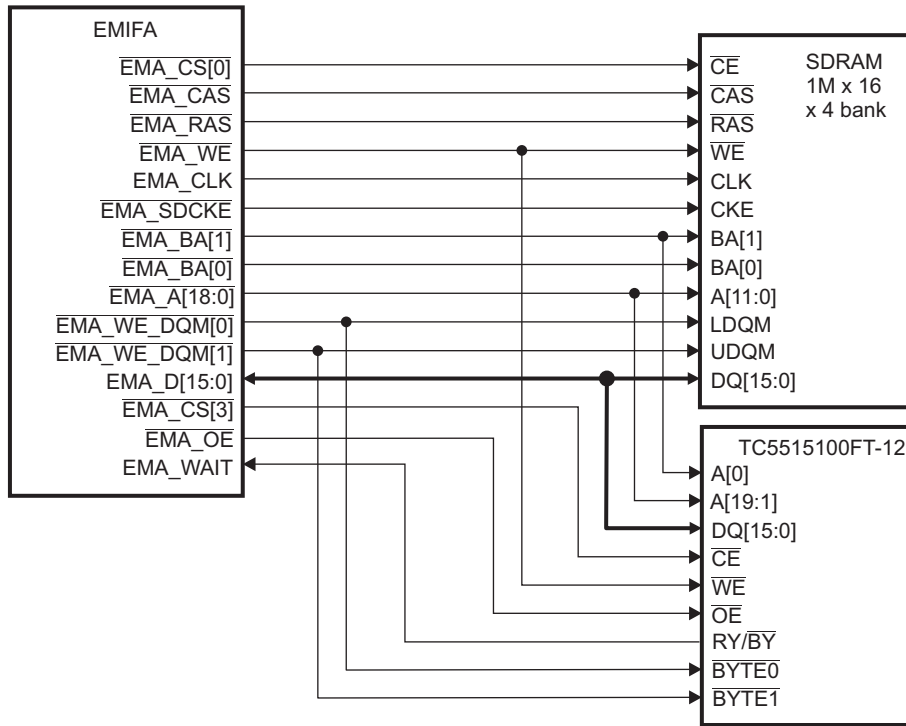 EMIFA
EMA_CS[0]
EMA_CAS
EMA_RAS
EMA_WE
EMA_CLK
EMA_SDCKE
EMA_BA[1]
EMA_BA[0]
EMA_A[18:0]
EMA_WE_DQM[0]
EMA_WE_DQM[1]
EMA_D[15:0]
EMA_CS[3]
EMA_OE
EMA_WAIT
SDRAM
1M x 16
x 4 bank
CE
CAS
RAS
WE
CLK
CKE
BA[1]
BA[0]
A[11:0]
LDQM
UDQM
DQ[15:0]
TC5515100FT-12
A[0]
A[19:1]
DQ[15:0]
CE
WE
OE
RY/BY
BYTE0
BYTE1